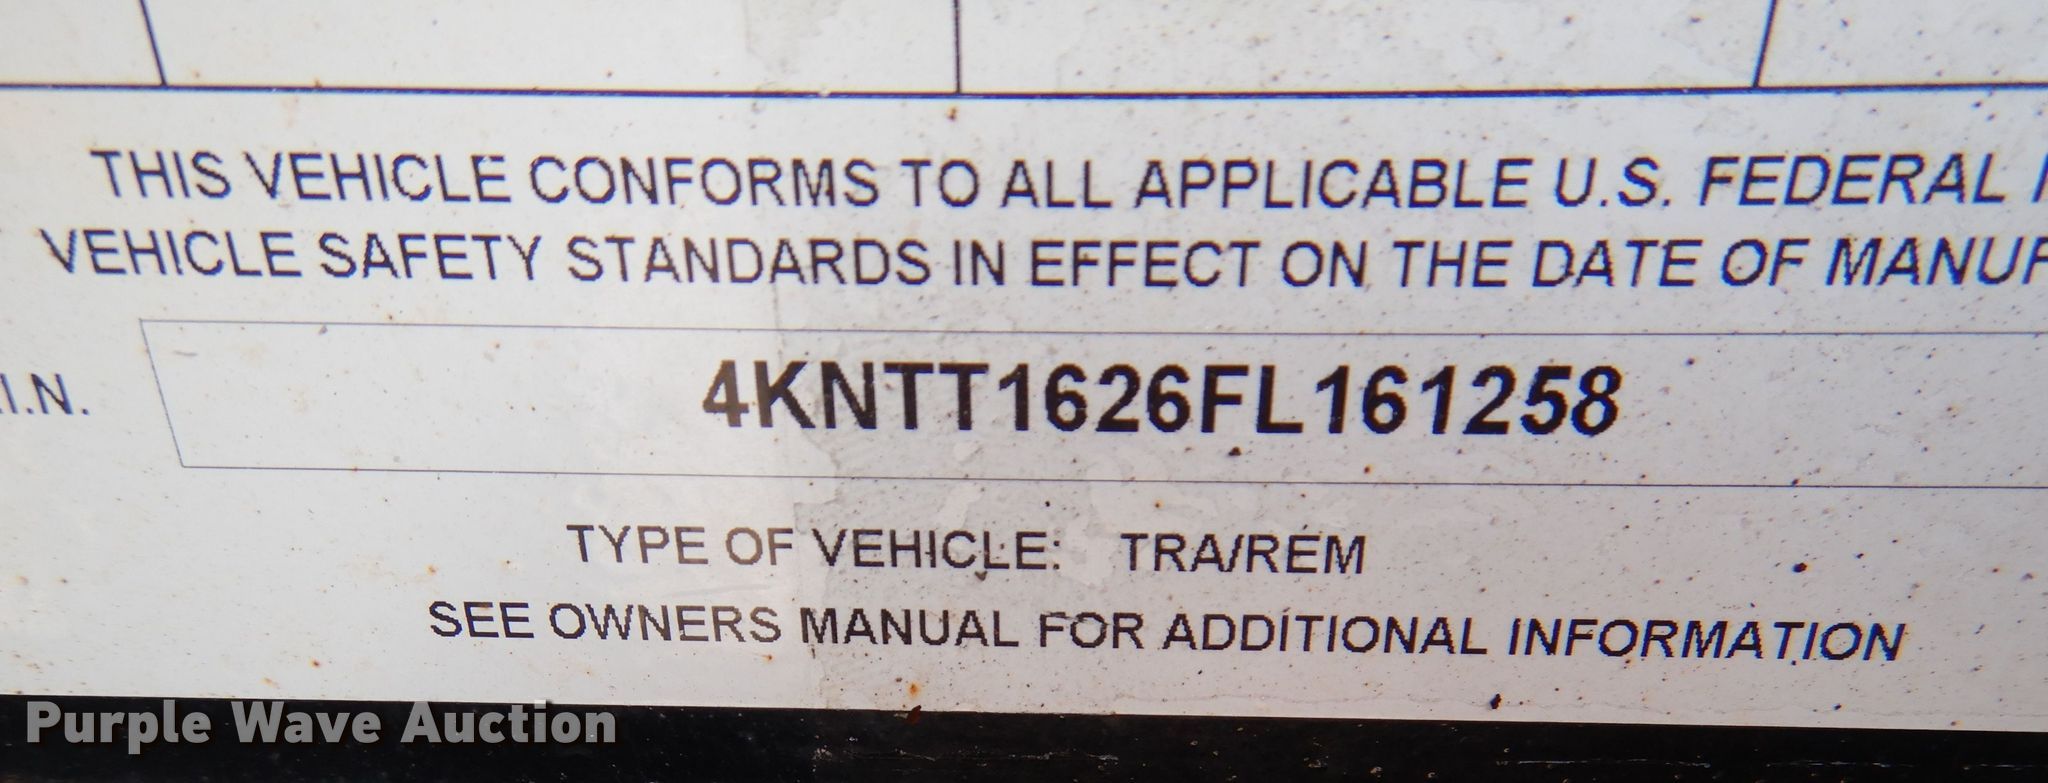 THIS VEHICLE CONFORMS TO ALL APPLICABLE U.S. FEDERAL
VEHICLE SAFETY STANDARDS IN EFFECT ON THE DATE OF MANUF
.I.N. 4KNTT1626FL161258
TYPE OF VEHICLE: TRA/REM
SEE OWNERS MANUAL FOR ADDITIONAL INFORMATION
Purple Wave Auction